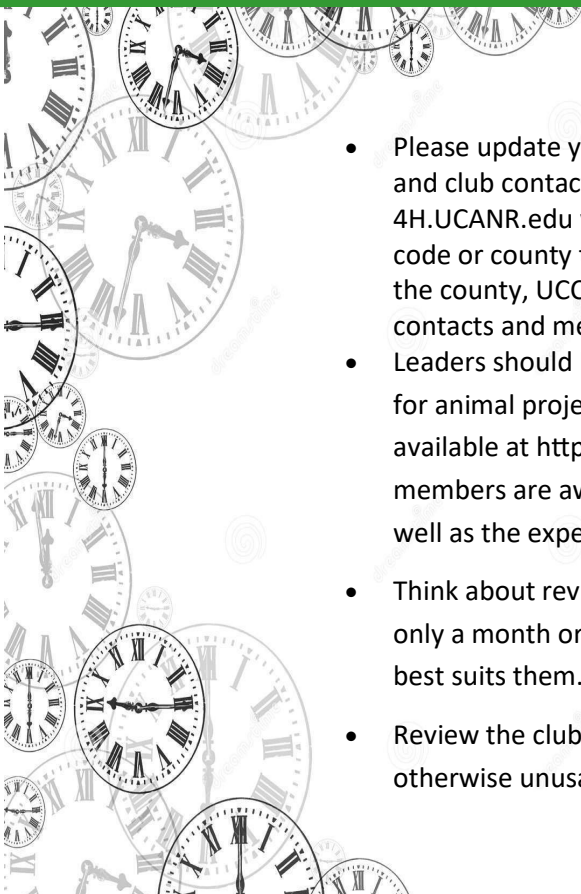 Please update y
and club contac
4H.UCANR.edu
code or county
the county, UCC
contacts and me
Leaders should
for animal proje
available at http
members are aw
well as the expe
Think about rev
only a month or
best suits them.
Review the club
otherwise unusa